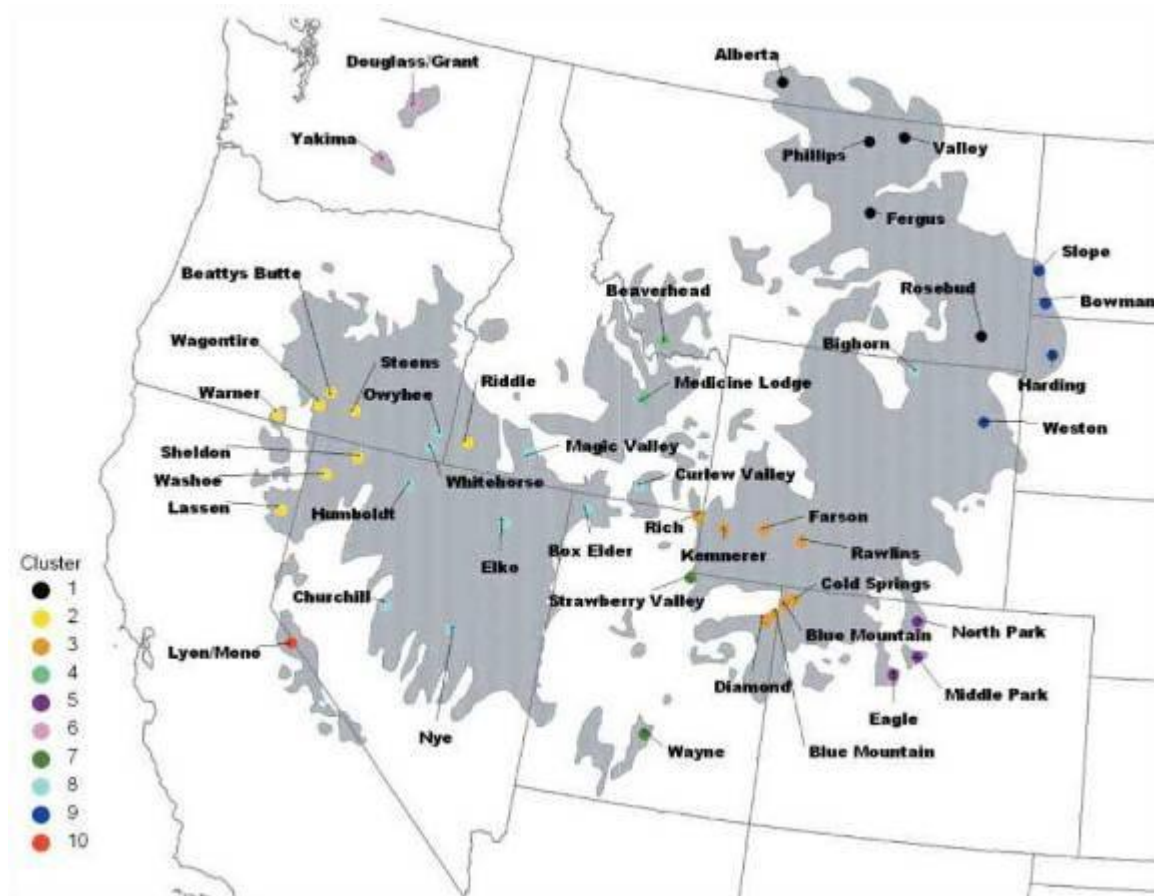 Alberta
Douglass/Grant
Yakima
Phillips
Valley
Fergus
Slope
Beattys Butte
Beaverhead
Rosebud
Bowman
Wagontire
Steens
Bighorn
Warner
Owyhee
Riddle
Medicine Lodge
Harding
Weston
Sheldon
Magic Valley
Washoe
Whitehorse
Curlew Valley
Lassen
Humboldt
Rich
Farson
Box Elder
Kemnerer
Rawlins
Elko
Cold Springs
Churchill
Strawberry Valley
Blue Mountain
North Park
Lyon/Mono
Diamond
Middle Park
Eagle
Nye
Wayne
Blue Mountain
Cluster
1
2
3
4
5
6
7
8
9
10